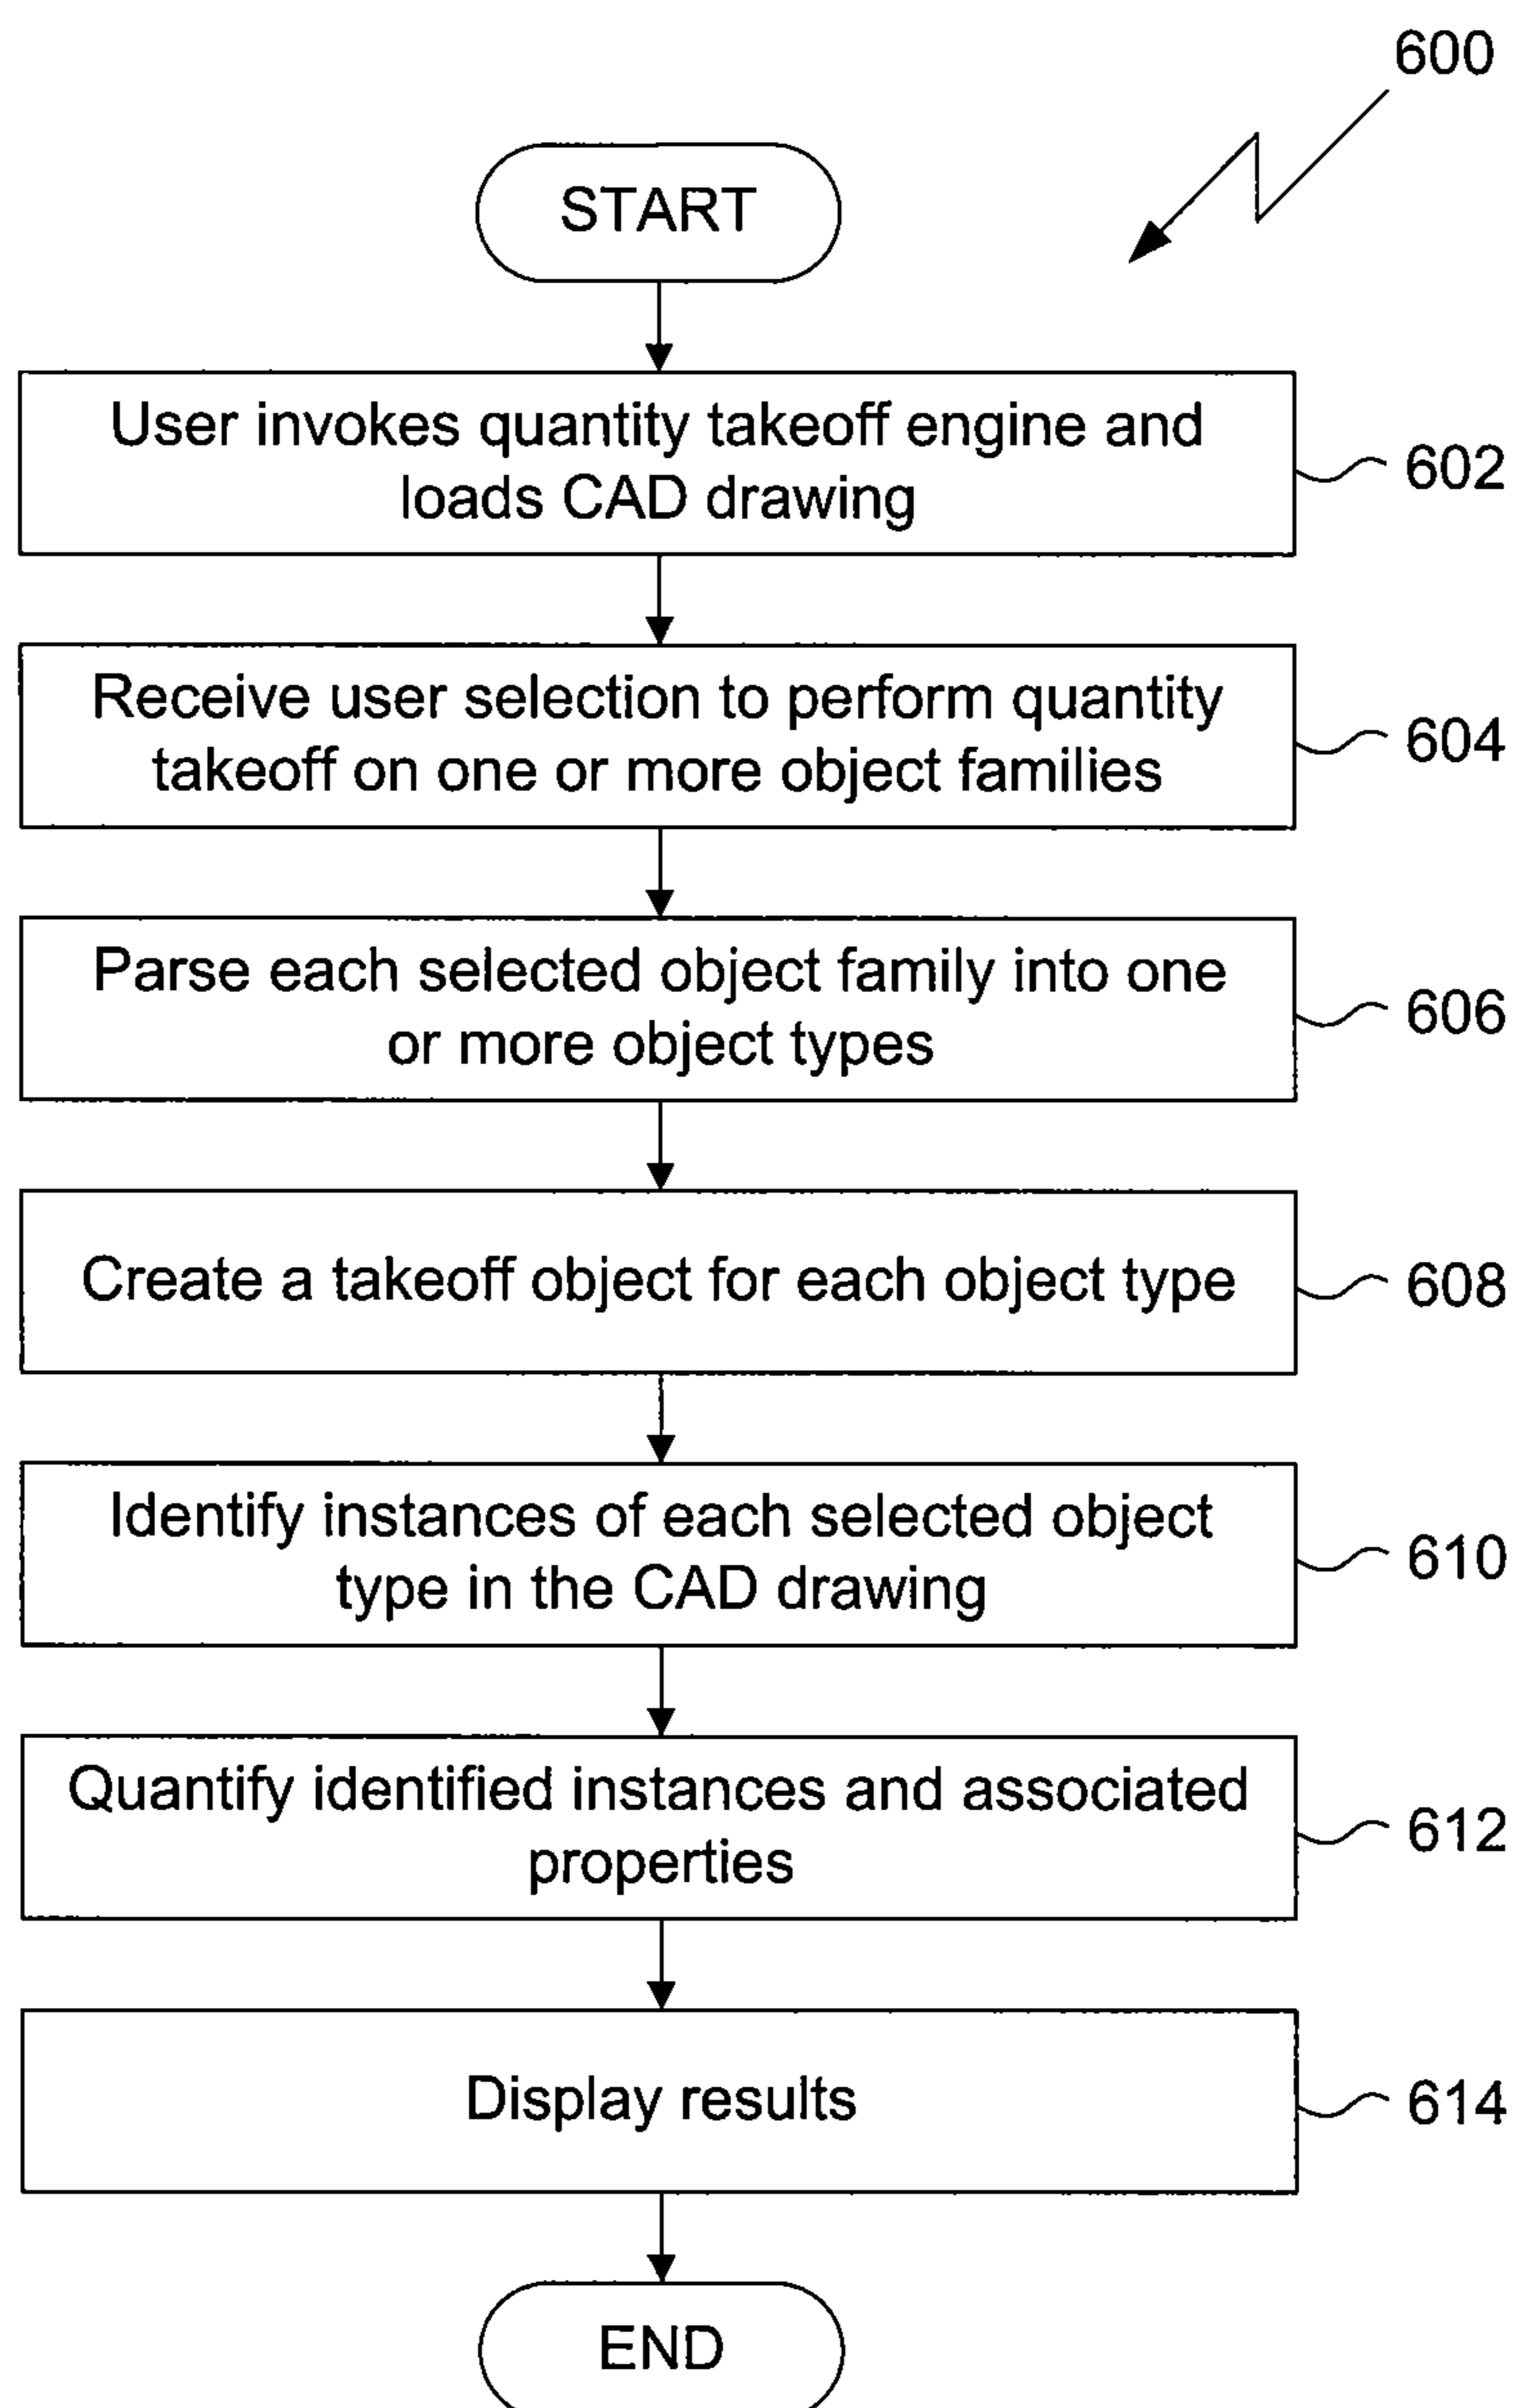 600
START
User invokes quantity takeoff engine and
loads CAD drawing
602
Receive user selection to perform quantity
takeoff on one or more object families
604
Parse each selected object family into one
or more object types
606
Create a takeoff object for each object type
608
Identify instances of each selected object
type in the CAD drawing
610
Quantify identified instances and associated
properties
612
Display results
614
END